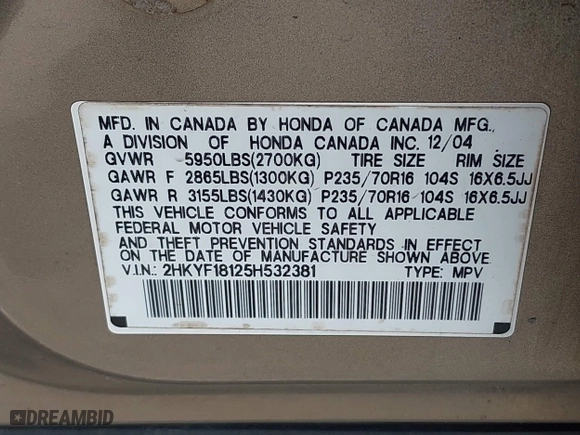 MFD. IN CANADA BY HONDA OF CANADA MFG.,
A DIVISION OF HONDA CANADA INC. 12/04
GVWR 5950LBS(2700KG) TIRE SIZE RIM SIZE
GAWR F 2865LBS(1300KG) P235/70R16 104S 16X6.5JJ
GAWR R 3155LBS(1430KG) P235/70R16 104S 16X6.5JJ
THIS VEHICLE CONFORMS TO ALL APPLICABLE
FEDERAL MOTOR VEHICLE SAFETY
AND THEFT PREVENTION STANDARDS IN EFFECT
ON THE DATE OF MANUFACTURE SHOWN ABOVE.
V.I.N.: 2HKYF18125H532381 TYPE: MPV
DREAMBID